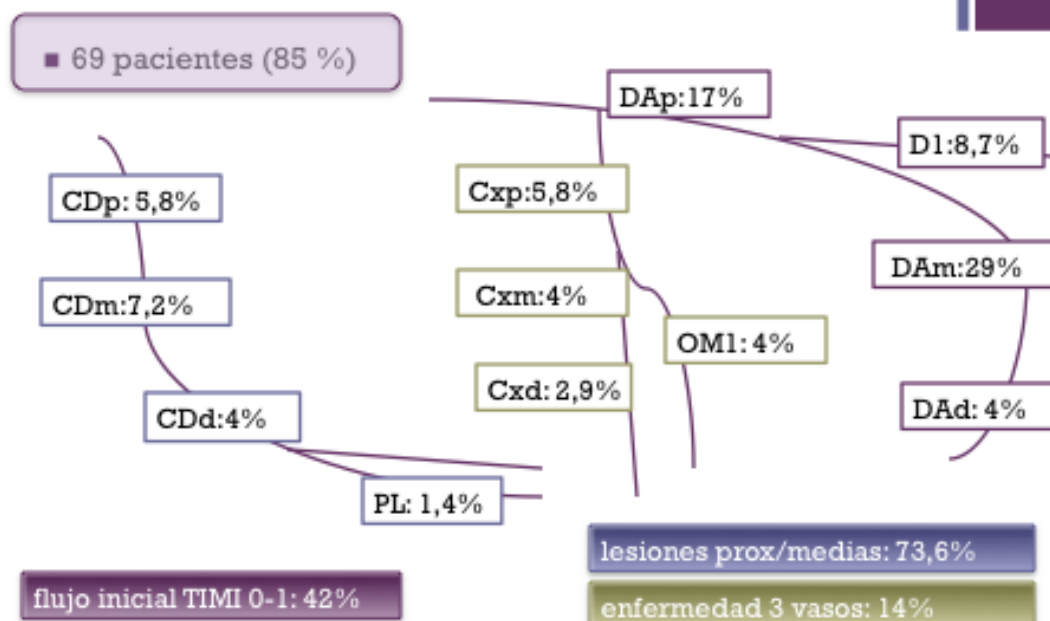 ▪ 69 pacientes (85 %)
DAp:17%
D1:8,7%
CDp: 5,8%
Cxp:5,8%
DAm:29%
CDm:7,2%
Cxm:4%
OM1: 4%
Cxd: 2,9%
CDd:4%
DAd: 4%
PL: 1,4%
lesiones prox/medias: 73,6%
flujo inicial TIMI 0-1: 42%
enfermedad 3 vasos: 14%